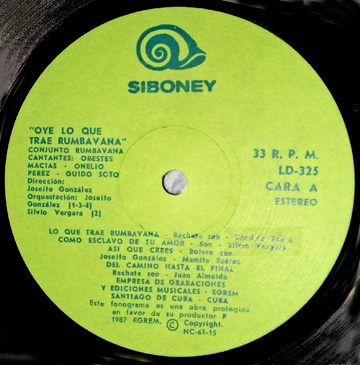 SIBONEY
"OYE LO QUE
TRAE RUMBAVANA"
CONJUNTO RUMBAVANA
CANTANTES: ORESTES
MACIAS - ONELIO
PEREZ - GUIDO SOTO
Dirección:
Joseito González
Orquestación: Joseito
González [1-3-4]
Silvio Vergara [2]
33 R. P. M.
LD-325
CARA A
ESTEREO
LO QUE TRAE RUMBAVANA - Bachata son -
COMO ESCLAVO DE TU AMOR - Son - Silvio Vergara
ASI QUE CREES - Bolero son
Joseito González - Mamita Suárez
DEL CAMINO HASTA EL FINAL
Bachata son - Juan Almeida
EMPRESA DE GRABACIONES
Y EDICIONES MUSICALES - EGREM
SANTIAGO DE CUBA - CUBA
Este fonograma es una obra protegida
en favor de su productor P
1987 EGREM. © Copyright.
NC-61-15